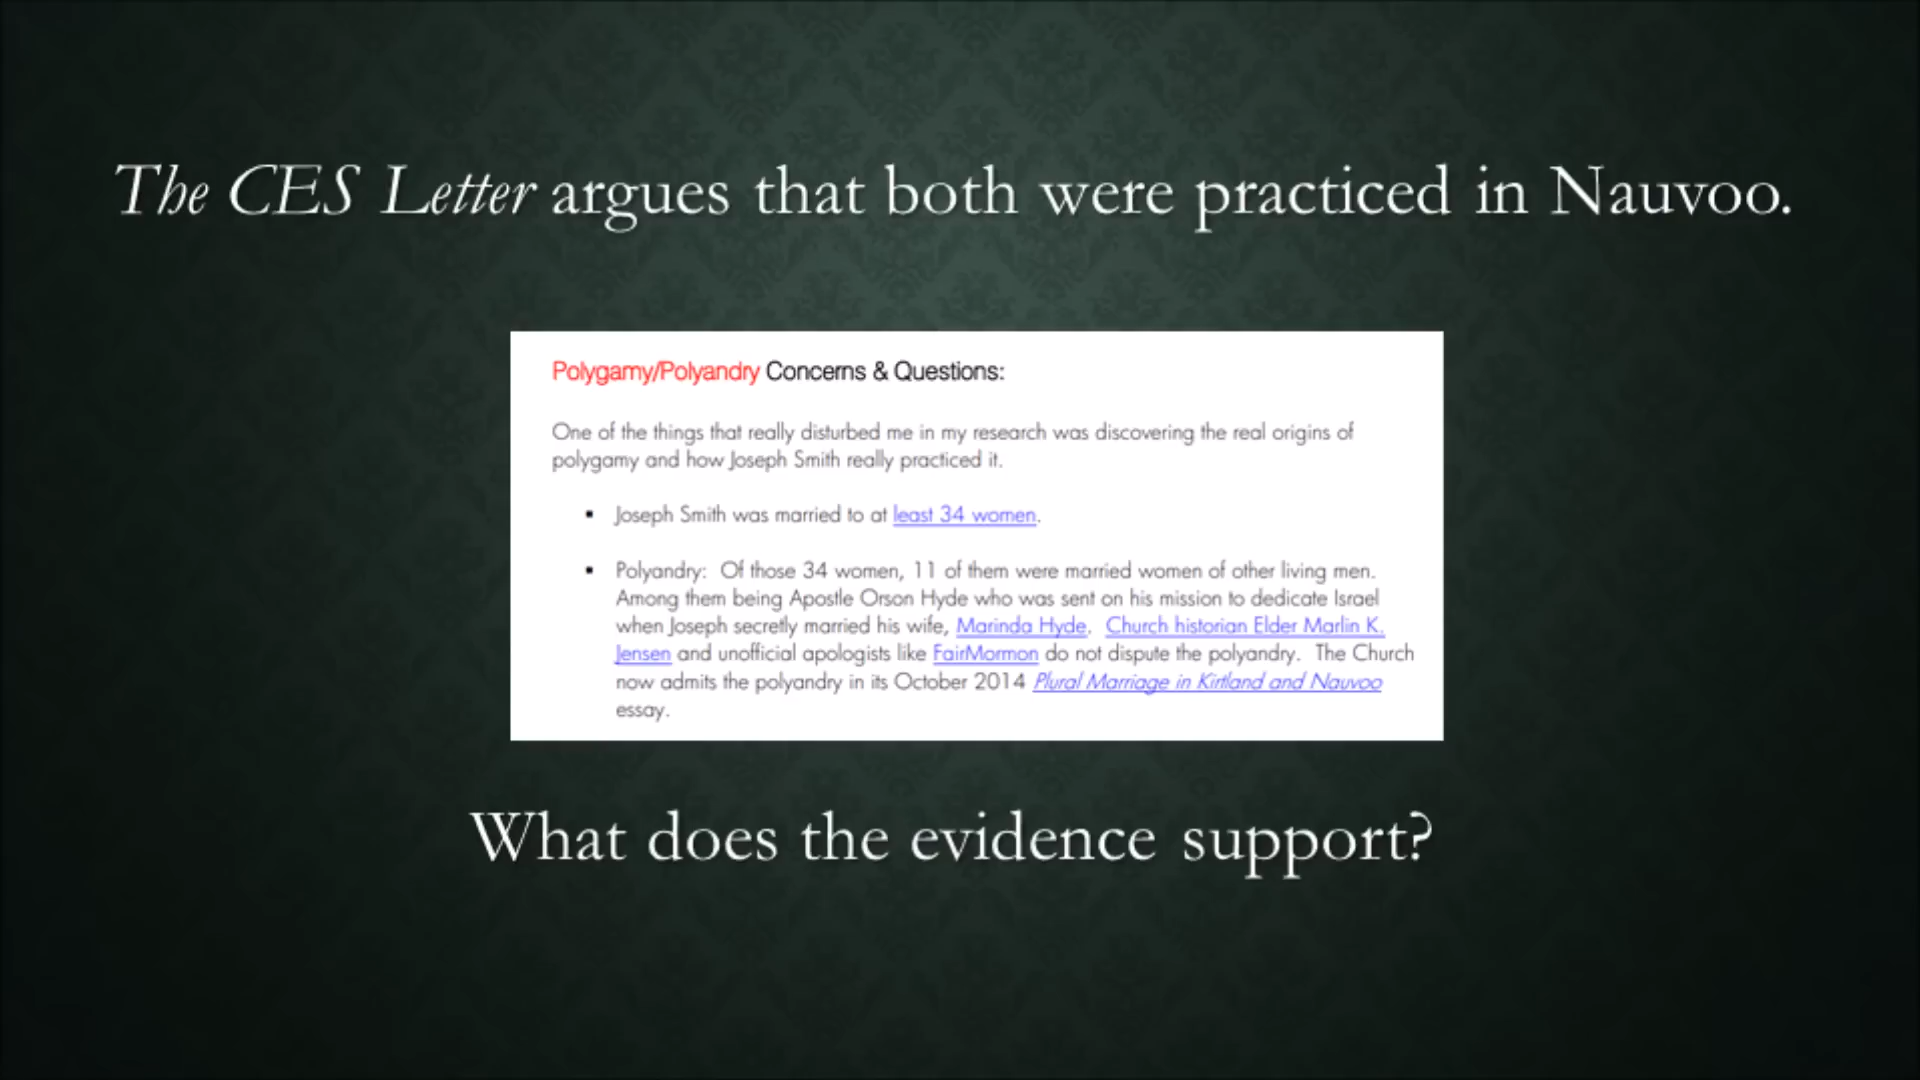 The CES Letter argues that both were practiced in Nauvoo.
Polygamy/Polyandry Concerns & Questions:
One of the things that really disturbed me in my research was discovering the real origins of
polygamy and how Joseph Smith really practiced it.
▪ Joseph Smith was married to at least 34 women.
▪ Polyandry: Of those 34 women, 11 of them were married women of other living men.
Among them being Apostle Orson Hyde who was sent on his mission to dedicate Israel
when Joseph secretly married his wife, Marinda Hyde. Church historian Elder Marlin K.
Jensen and unofficial apologists like FairMormon do not dispute the polyandry. The Church
now admits the polyandry in its October 2014 Plural Marriage in Kirtland and Nauvoo
essay.
What does the evidence support?